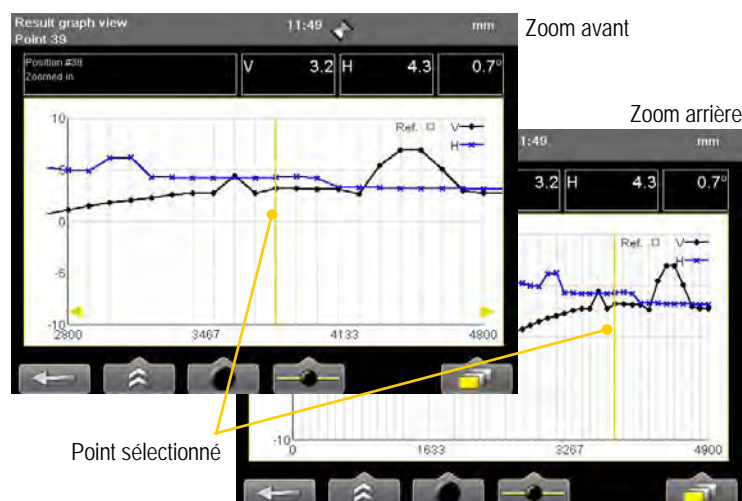 Result graph view 11:49 mm
Point 39
Zoom avant
Position #39
Zoomed in
V 3.2 H 4.3 0.7°
10
Ref. V
H
5
0
-5
-10
2800 3467 4133 4800
Zoom arrière
1:49 mm
3.2 H 4.3 0.7°
Ref. V
H
-10
0 1633 3267 4900
Point sélectionné